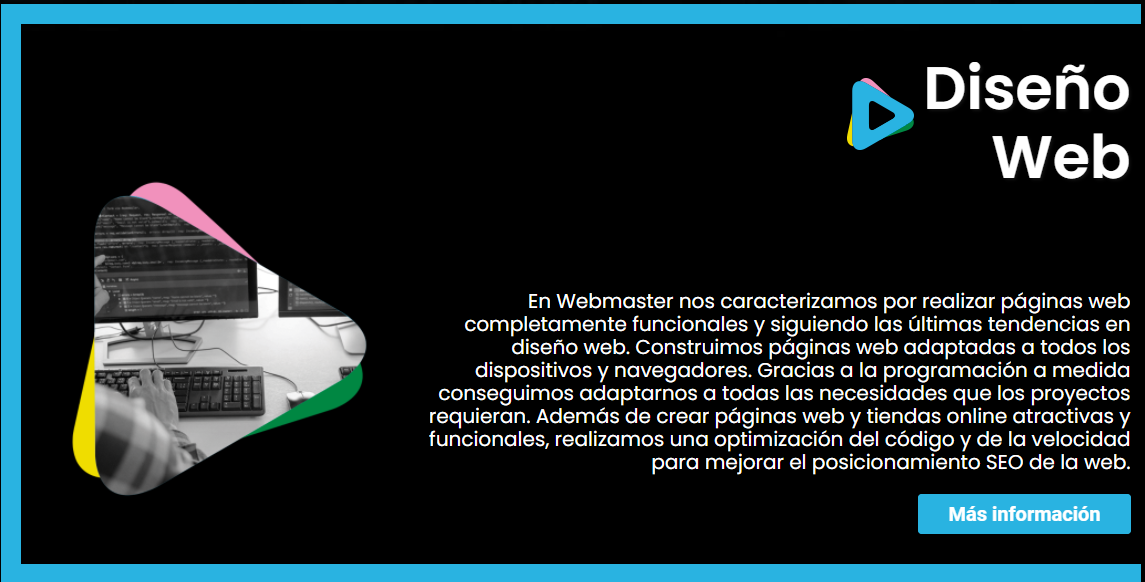 Diseño
Web
En Webmaster nos caracterizamos por realizar páginas web
completamente funcionales y siguiendo las últimas tendencias en
diseño web. Construimos páginas web adaptadas a todos los
dispositivos y navegadores. Gracias a la programación a medida
conseguimos adaptarnos a todas las necesidades que los proyectos
requieran. Además de crear páginas web y tiendas online atractivas y
funcionales, realizamos una optimización del código y de la velocidad
para mejorar el posicionamiento SEO de la web.
Más información